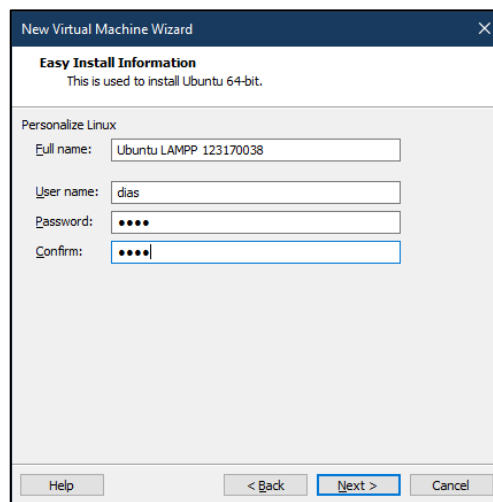 New Virtual Machine Wizard
Easy Install Information
This is used to install Ubuntu 64-bit.
Personalize Linux
Full name: Ubuntu LAMPP 123170038
User name: dias
Password: ●●●●
Confirm: ●●●●
Help < Back Next > Cancel